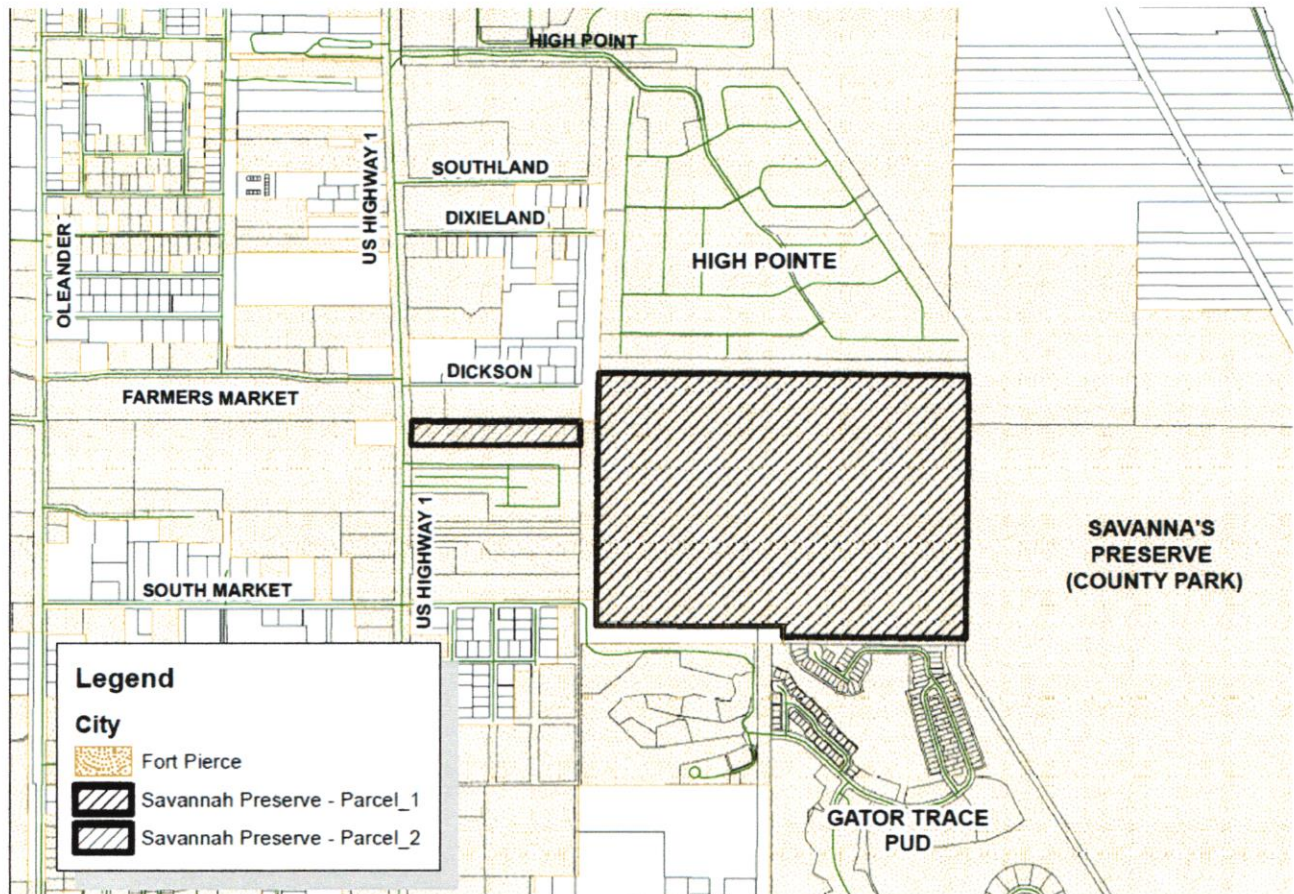 HIGH POINT
US HIGHWAY 1
SOUTHLAND
DIXIELAND
OLEANDER
HIGH POINTE
DICKSON
FARMERS MARKET
US HIGHWAY 1
SAVANNA'S
PRESERVE
(COUNTY PARK)
SOUTH MARKET
Legend
City
Fort Pierce
Savannah Preserve - Parcel_1
Savannah Preserve - Parcel_2
GATOR TRACE
PUD